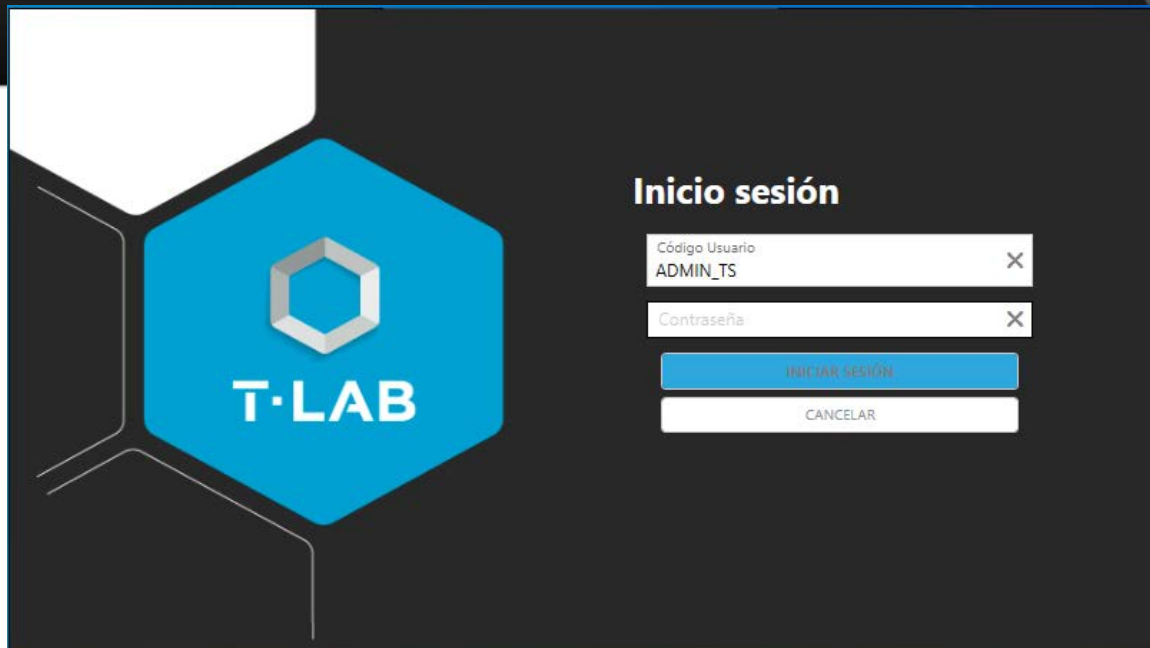 T·LAB
Inicio sesión
Código Usuario
ADMIN_TS
Contraseña
INICIAR SESIÓN
CANCELAR